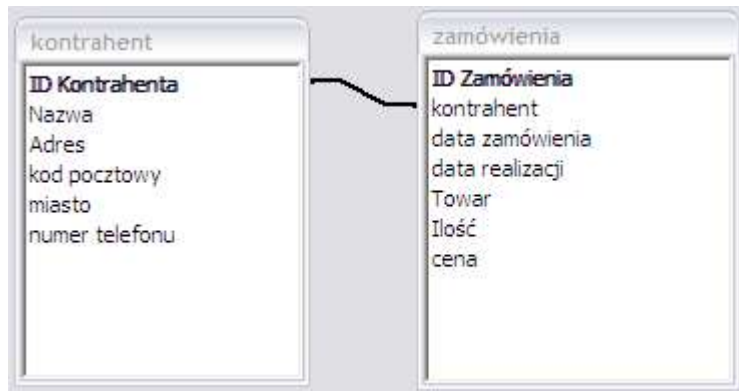 kontrahent
ID Kontrahenta
Nazwa
Adres
kod pocztowy
miasto
numer telefonu
zamówienia
ID Zamówienia
kontrahent
data zamówienia
data realizacji
Towar
Ilość
cena